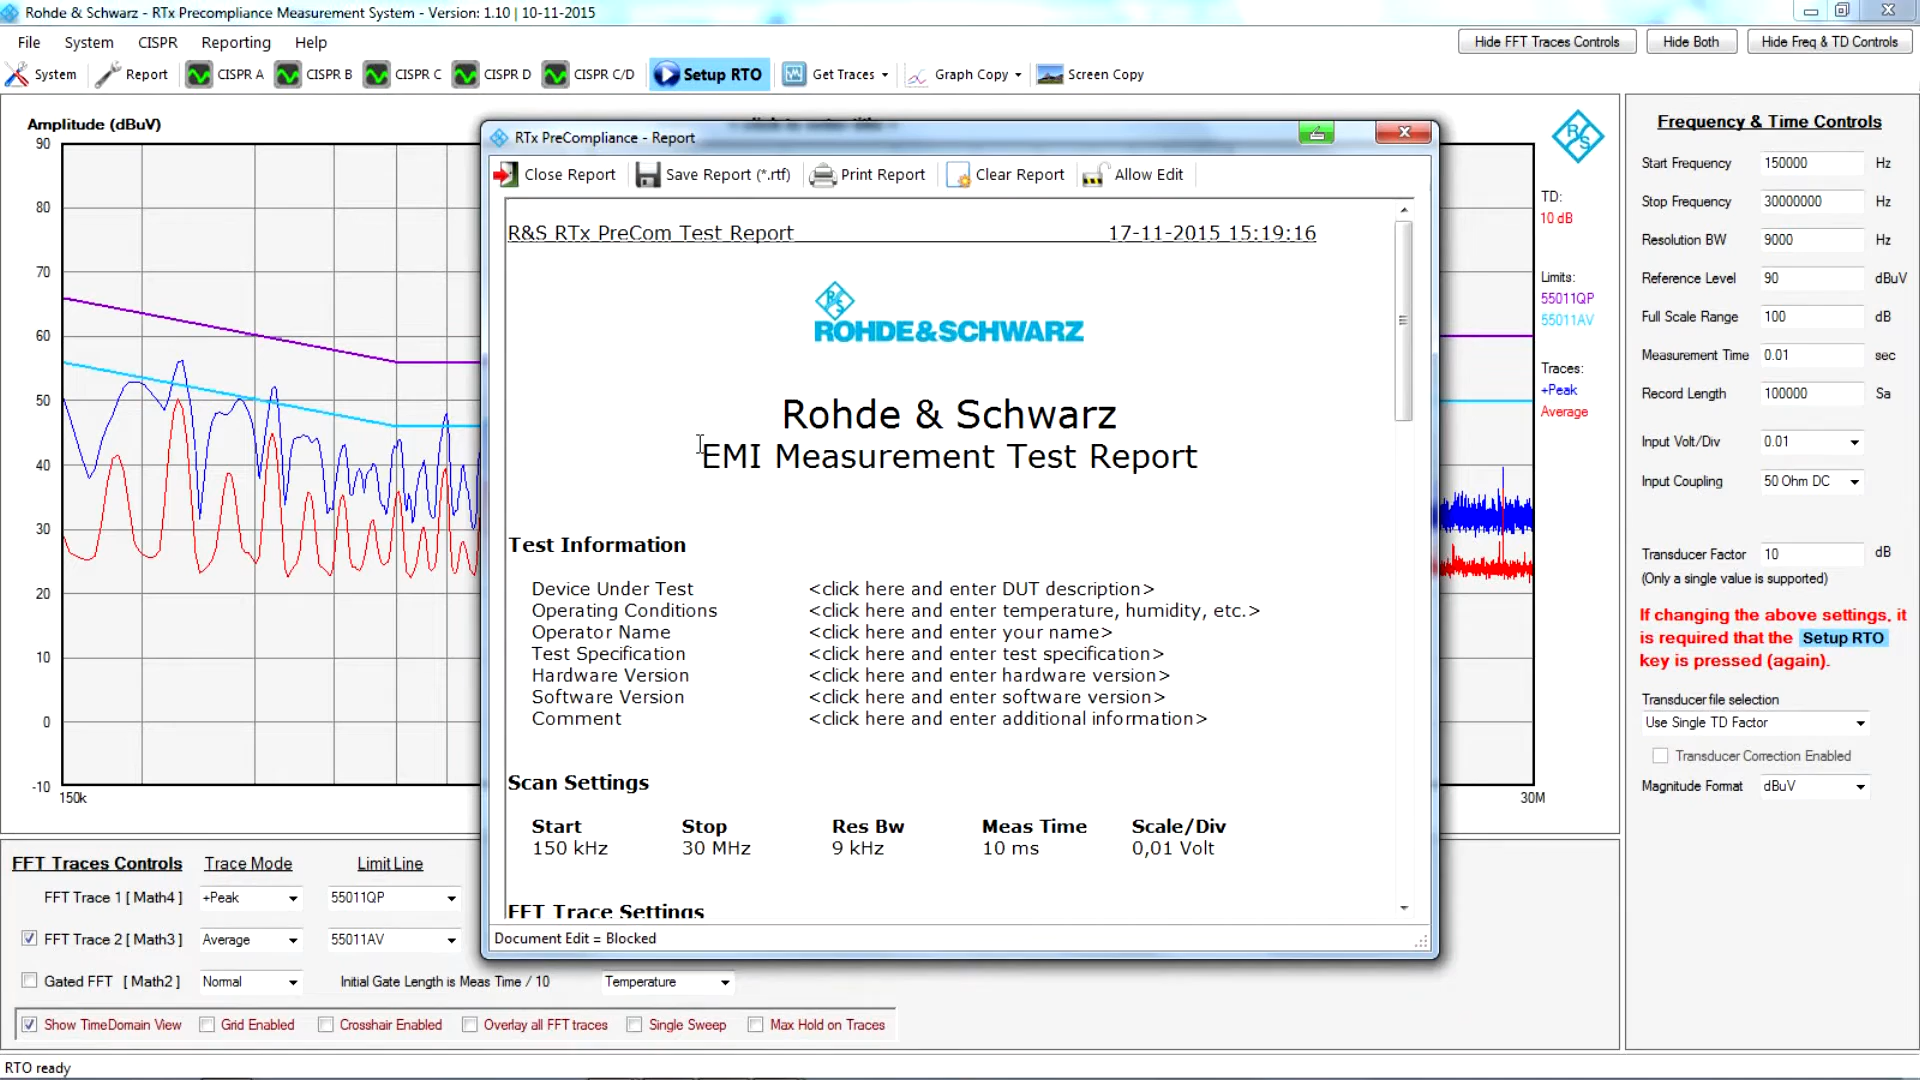 Rohde & Schwarz - RTx Precompliance Measurement System - Version: 1.10 | 10-11-2015
File System CISPR Reporting Help
Hide FFT Traces Controls Hide Both Hide Freq & TD Controls
System Report CISPR A CISPR B CISPR C CISPR D CISPR C/D Setup RTO Get Traces Graph Copy Screen Copy
Amplitude (dBuV)
90
80
70
60
50
40
30
20
10
0
-10
150k
30M
RTx PreCompliance - Report
Close Report Save Report (*.rtf) Print Report Clear Report Allow Edit
R&S RTx PreCom Test Report 17-11-2015 15:19:16
R S
ROHDE&SCHWARZ
Rohde & Schwarz
EMI Measurement Test Report
Test Information
Device Under Test <click here and enter DUT description>
Operating Conditions <click here and enter temperature, humidity, etc.>
Operator Name <click here and enter your name>
Test Specification <click here and enter test specification>
Hardware Version <click here and enter hardware version>
Software Version <click here and enter software version>
Comment <click here and enter additional information>
Scan Settings
Start Stop Res Bw Meas Time Scale/Div
150 kHz 30 MHz 9 kHz 10 ms 0,01 Volt
FFT Trace Settings
Document Edit = Blocked
R S
TD:
10 dB
Limits:
55011QP
55011AV
Traces:
+Peak
Average
Frequency & Time Controls
Start Frequency 150000 Hz
Stop Frequency 30000000 Hz
Resolution BW 9000 Hz
Reference Level 90 dBuV
Full Scale Range 100 dB
Measurement Time 0.01 sec
Record Length 100000 Sa
Input Volt/Div 0.01
Input Coupling 50 Ohm DC
Transducer Factor 10 dB
(Only a single value is supported)
If changing the above settings, it
is required that the Setup RTO
key is pressed (again).
Transducer file selection
Use Single TD Factor
Transducer Correction Enabled
Magnitude Format dBuV
FFT Traces Controls Trace Mode Limit Line
FFT Trace 1 [ Math4 ] +Peak 55011QP
FFT Trace 2 [ Math3 ] Average 55011AV
Gated FFT [ Math2 ] Normal Initial Gate Length is Meas Time / 10 Temperature
Show TimeDomain View Grid Enabled Crosshair Enabled Overlay all FFT traces Single Sweep Max Hold on Traces
RTO ready